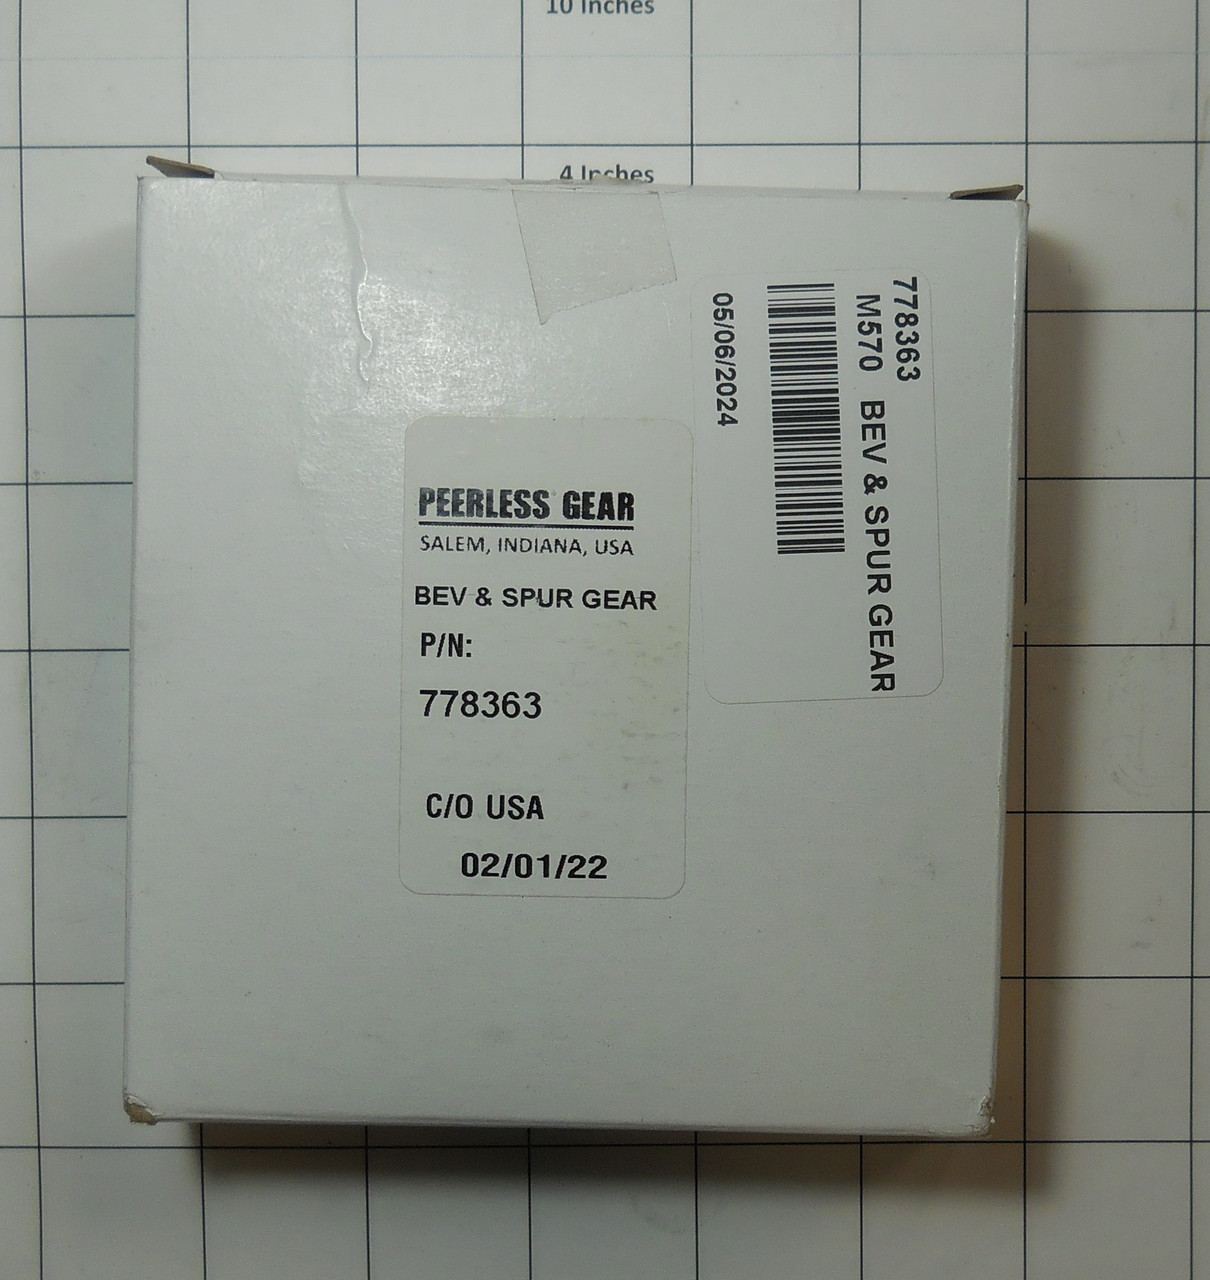 10 Inches
4 Inches
778363
M570 BEV & SPUR GEAR
05/06/2024
PEERLESS GEAR
SALEM, INDIANA, USA
BEV & SPUR GEAR
P/N:
778363
C/O USA
02/01/22